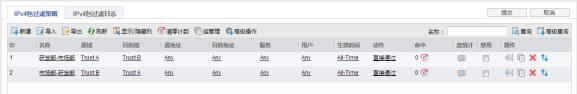 IPv4包过滤策略 IPv4包过滤日志 提交 取消
新建 导入 导出 刷新 显示/隐藏列 清零计数 组管理 高级操作 名称： 查询 高级查询
ID 名称 源域 目的域 源地址 目的地址 服务 用户 生效时间 动作 命中 流统计 禁用 操作
1 研发部-市场部 Trust A Trust B Any Any Any Any All-Time 直接通过 0
2 市场部-研发部 Trust B Trust A Any Any Any Any All-Time 直接通过 0